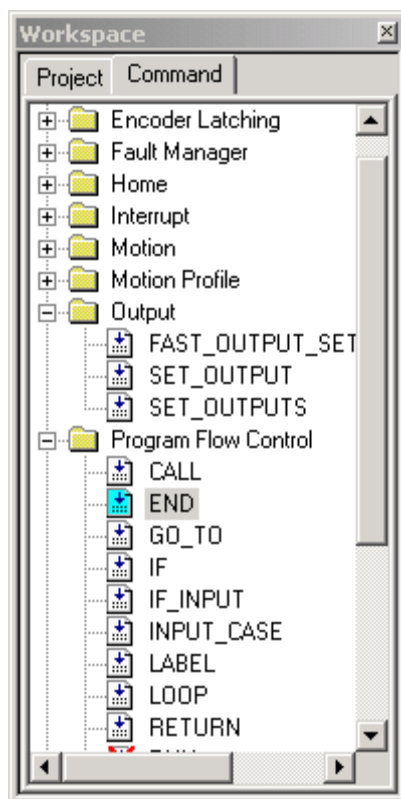 Workspace
Project Command
Encoder Latching
Fault Manager
Home
Interrupt
Motion
Motion Profile
Output
FAST_OUTPUT_SET
SET_OUTPUT
SET_OUTPUTS
Program Flow Control
CALL
END
GO_TO
IF
IF_INPUT
INPUT_CASE
LABEL
LOOP
RETURN